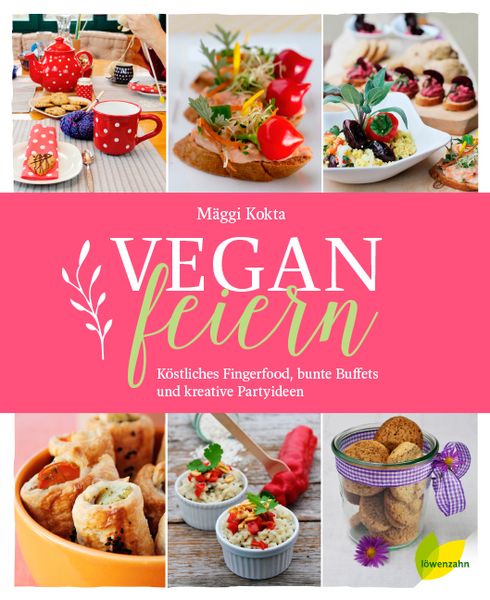 Mäggi Kokta
VEGAN
feiern
Köstliches Fingerfood, bunte Buffets
und kreative Partyideen
löwenzahn